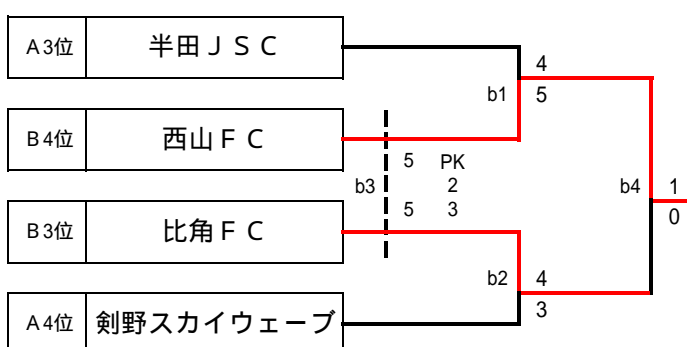 A3位 半田ＪＳＣ
4
b1 5
B4位 西山ＦＣ
5 PK
b3 2 b4 1
5 3 0
B3位 比角ＦＣ
b2 4
3
A4位 剣野スカイウェーブ